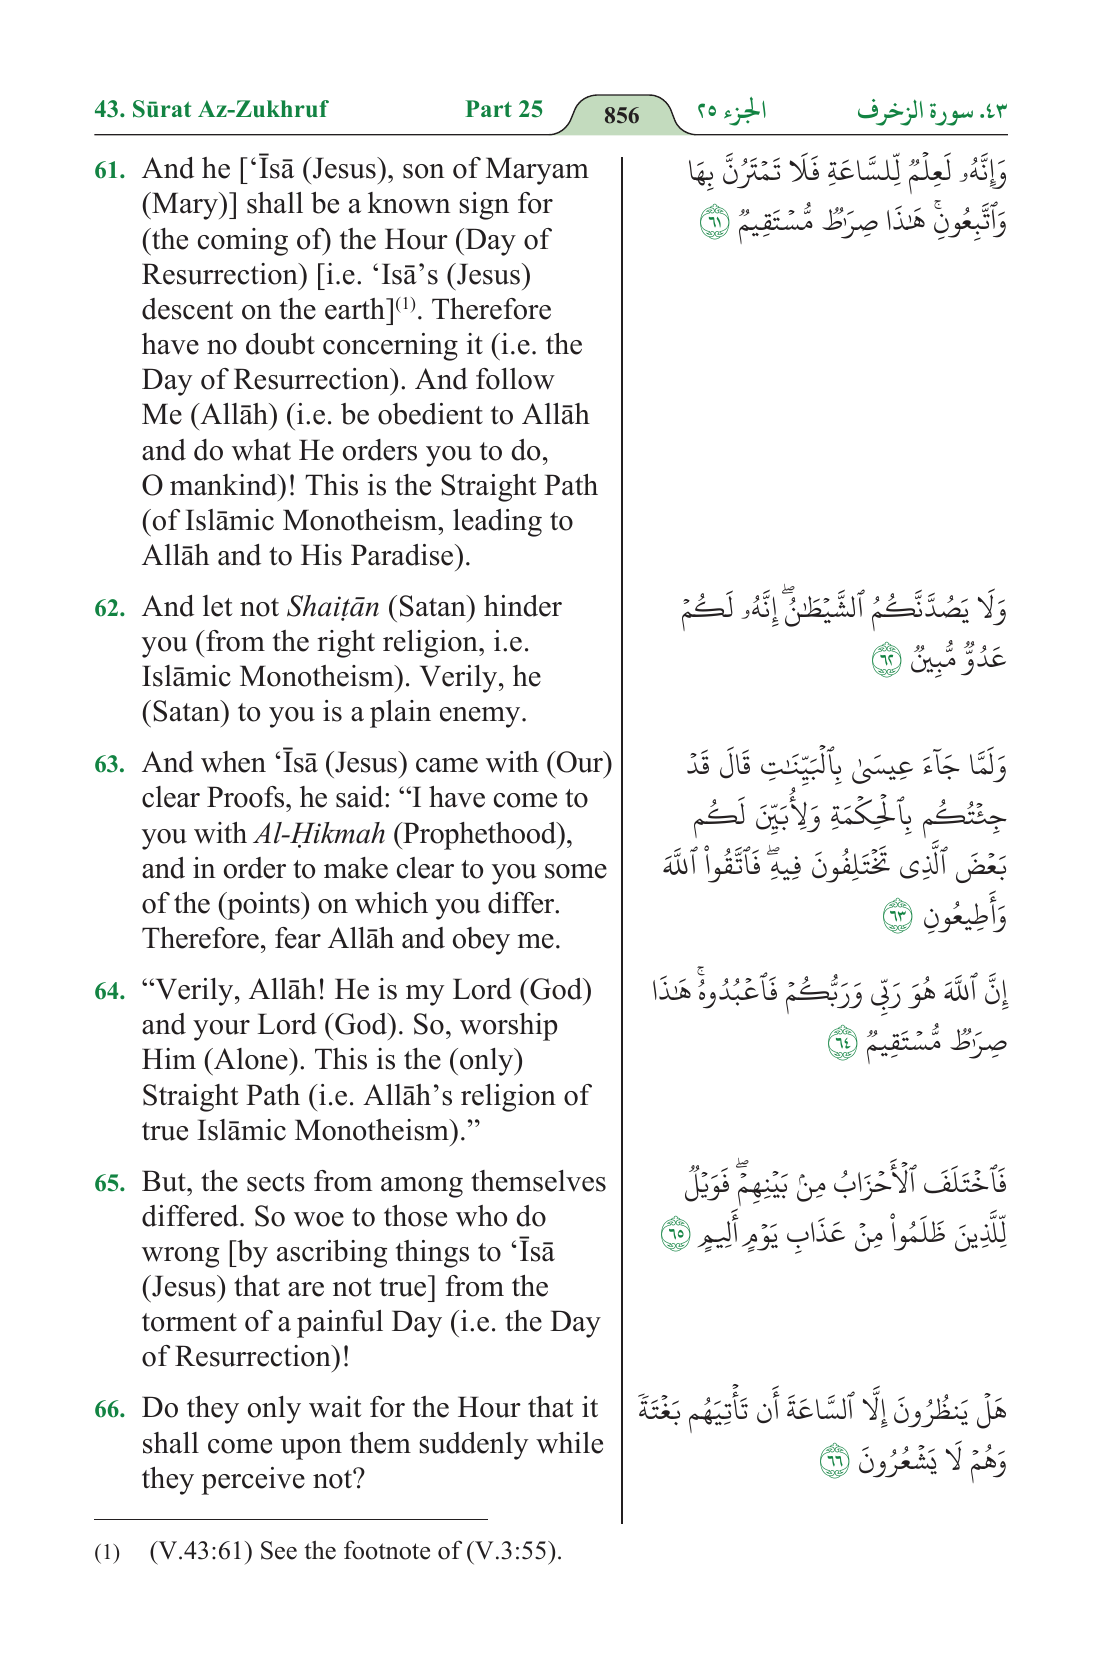 43. Sūrat Az-Zukhruf Part 25 856 الجزء ٢٥ ٤٣. سورة الزخرف
61. And he [‘Īsā (Jesus), son of Maryam
(Mary)] shall be a known sign for
(the coming of) the Hour (Day of
Resurrection) [i.e. ‘Isā’s (Jesus)
descent on the earth](1). Therefore
have no doubt concerning it (i.e. the
Day of Resurrection). And follow
Me (Allāh) (i.e. be obedient to Allāh
and do what He orders you to do,
O mankind)! This is the Straight Path
(of Islāmic Monotheism, leading to
Allāh and to His Paradise).
وَإِنَّهُۥ لَعِلْمٌ لِّلسَّاعَةِ فَلَا تَمْتَرُنَّ بِهَا
وَٱتَّبِعُونِ ۚ هَـٰذَا صِرَٰطٌ مُّسْتَقِيمٌ ٦١
62. And let not Shaiṭān (Satan) hinder
you (from the right religion, i.e.
Islāmic Monotheism). Verily, he
(Satan) to you is a plain enemy.
وَلَا يَصُدَّنَّكُمُ ٱلشَّيْطَـٰنُ ۖ إِنَّهُۥ لَكُمْ
عَدُوٌّ مُّبِينٌ ٦٢
63. And when ‘Īsā (Jesus) came with (Our)
clear Proofs, he said: “I have come to
you with Al-Ḥikmah (Prophethood),
and in order to make clear to you some
of the (points) on which you differ.
Therefore, fear Allāh and obey me.
وَلَمَّا جَآءَ عِيسَىٰ بِٱلْبَيِّنَـٰتِ قَالَ قَدْ
جِئْتُكُم بِٱلْحِكْمَةِ وَلِأُبَيِّنَ لَكُم
بَعْضَ ٱلَّذِى تَخْتَلِفُونَ فِيهِ ۖ فَٱتَّقُوا۟ ٱللَّهَ
وَأَطِيعُونِ ٦٣
64. “Verily, Allāh! He is my Lord (God)
and your Lord (God). So, worship
Him (Alone). This is the (only)
Straight Path (i.e. Allāh’s religion of
true Islāmic Monotheism).”
إِنَّ ٱللَّهَ هُوَ رَبِّى وَرَبُّكُمْ فَٱعْبُدُوهُ ۚ هَـٰذَا
صِرَٰطٌ مُّسْتَقِيمٌ ٦٤
65. But, the sects from among themselves
differed. So woe to those who do
wrong [by ascribing things to ‘Īsā
(Jesus) that are not true] from the
torment of a painful Day (i.e. the Day
of Resurrection)!
فَٱخْتَلَفَ ٱلْأَحْزَابُ مِنۢ بَيْنِهِمْ ۖ فَوَيْلٌ
لِّلَّذِينَ ظَلَمُوا۟ مِنْ عَذَابِ يَوْمٍ أَلِيمٍ ٦٥
66. Do they only wait for the Hour that it
shall come upon them suddenly while
they perceive not?
هَلْ يَنظُرُونَ إِلَّا ٱلسَّاعَةَ أَن تَأْتِيَهُم بَغْتَةً
وَهُمْ لَا يَشْعُرُونَ ٦٦
(1) (V.43:61) See the footnote of (V.3:55).